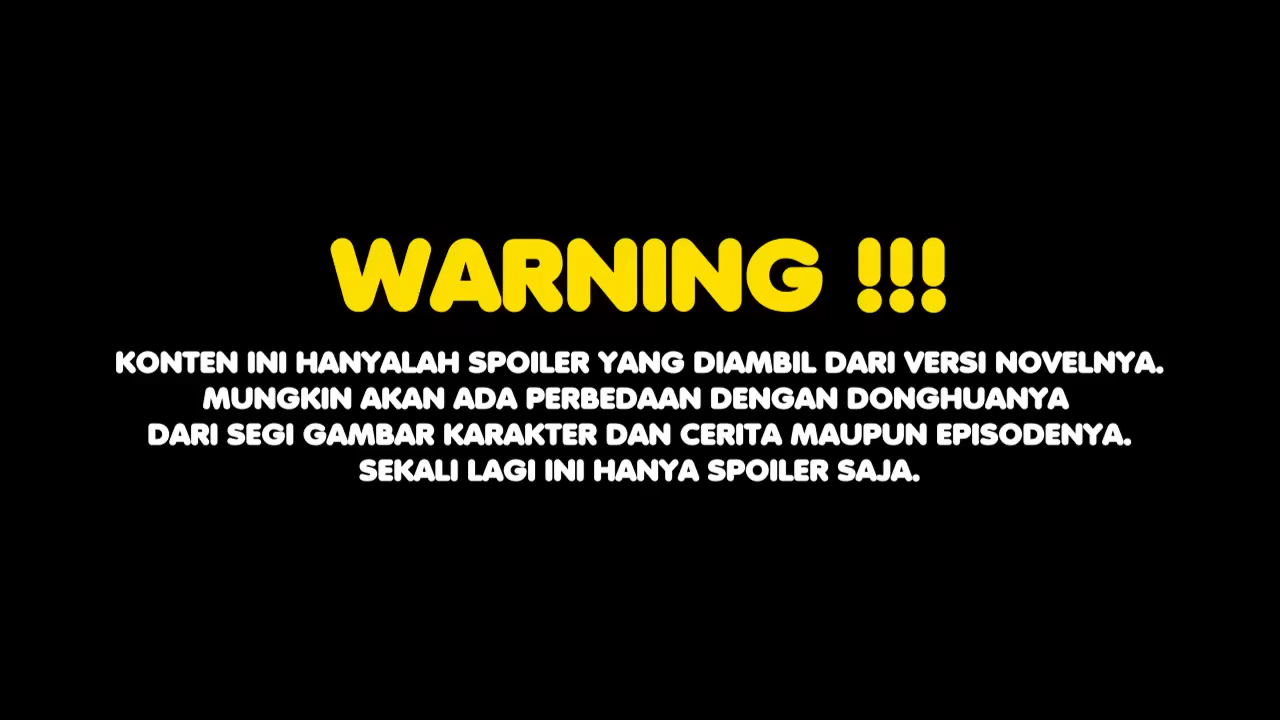 WARNING !!!
KONTEN INI HANYALAH SPOILER YANG DIAMBIL DARI VERSI NOVELNYA.
MUNGKIN AKAN ADA PERBEDAAN DENGAN DONGHUANYA
DARI SEGI GAMBAR KARAKTER DAN CERITA MAUPUN EPISODENYA.
SEKALI LAGI INI HANYA SPOILER SAJA.